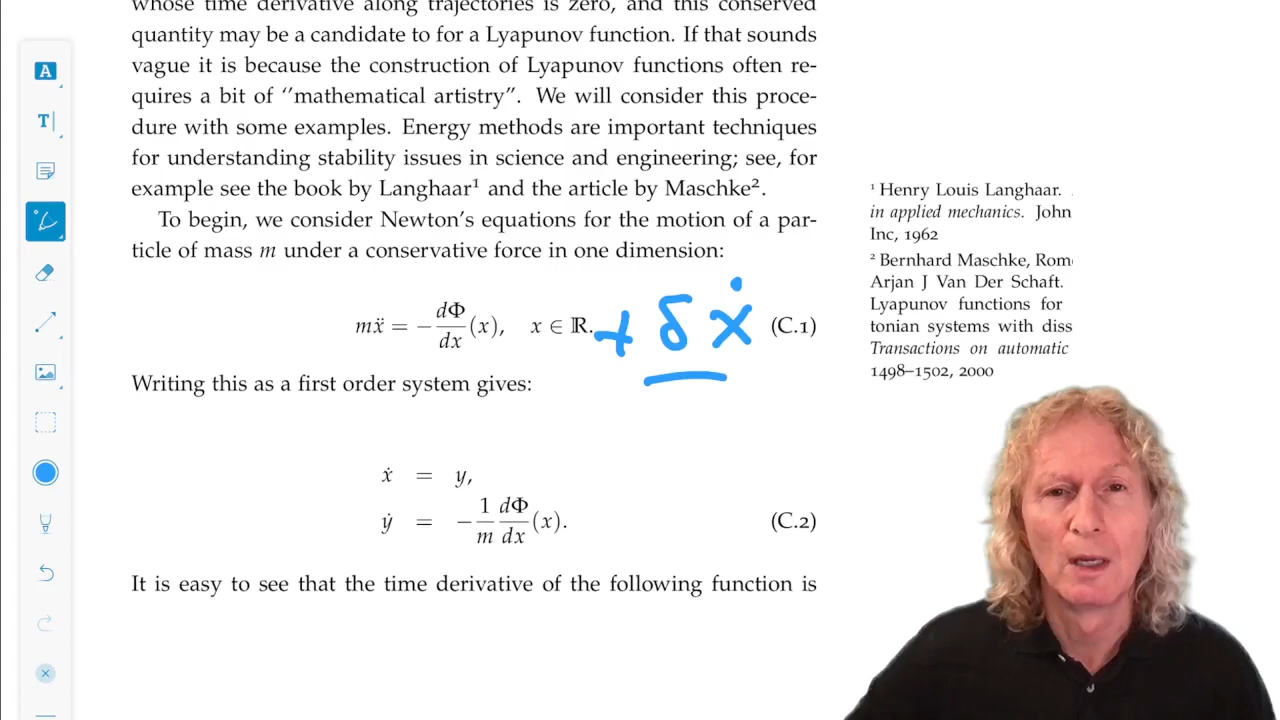 whose time derivative along trajectories is zero, and this conserved
quantity may be a candidate to for a Lyapunov function. If that sounds
vague it is because the construction of Lyapunov functions often re-
quires a bit of ‘‘mathematical artistry”. We will consider this proce-
dure with some examples. Energy methods are important techniques
for understanding stability issues in science and engineering; see, for
example see the book by Langhaar¹ and the article by Maschke².
To begin, we consider Newton's equations for the motion of a par-
ticle of mass m under a conservative force in one dimension:
mẍ = −dΦ/dx (x), x ∈ ℝ. + δẋ (C.1)
Writing this as a first order system gives:
ẋ = y,
ẏ = −1/m dΦ/dx (x). (C.2)
It is easy to see that the time derivative of the following function is
¹ Henry Louis Langhaar.
in applied mechanics. John
Inc, 1962
² Bernhard Maschke, Rom
Arjan J Van Der Schaft.
Lyapunov functions for
tonian systems with diss
Transactions on automatic
1498–1502, 2000
A
T